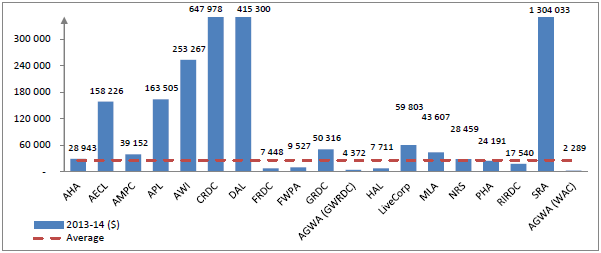 647 978 415 300 1 304 033
300 000
253 267
240 000
180 000
158 226 163 505
120 000
59 803
60 000
50 316 43 607
28 943 39 152 28 459 24 191
7 448 9 527 4 372 7 711 17 540 2 289
-
AHA AECL AMPC APL AWI CRDC DAL FRDC FWPA GRDC AGWA (GWRDC) HAL LiveCorp MLA NRS PHA RIRDC SRA AGWA (WAC)
2013-14 ($)
Average